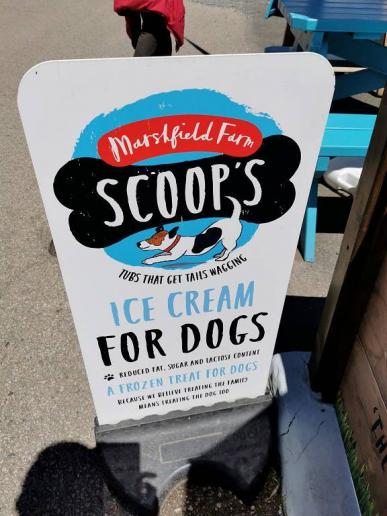 Marshfield Farm
SCOOP'S
TUBS THAT GET TAILS WAGGING
ICE CREAM
FOR DOGS
REDUCED FAT, SUGAR AND LACTOSE CONTENT
A FROZEN TREAT FOR DOGS
BECAUSE WE BELIEVE TREATING THE FAMILY
MEANS TREATING THE DOG TOO